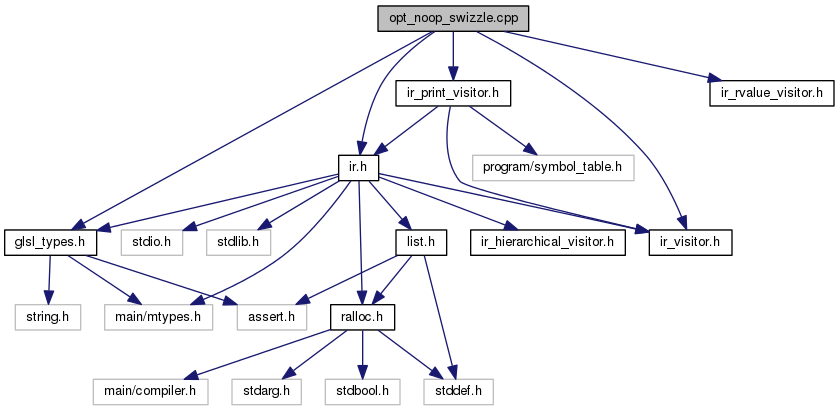 opt_noop_swizzle.cpp
ir_print_visitor.h
ir_rvalue_visitor.h
ir.h
program/symbol_table.h
glsl_types.h
stdio.h
stdlib.h
list.h
ir_hierarchical_visitor.h
ir_visitor.h
string.h
main/mtypes.h
assert.h
ralloc.h
main/compiler.h
stdarg.h
stdbool.h
stddef.h